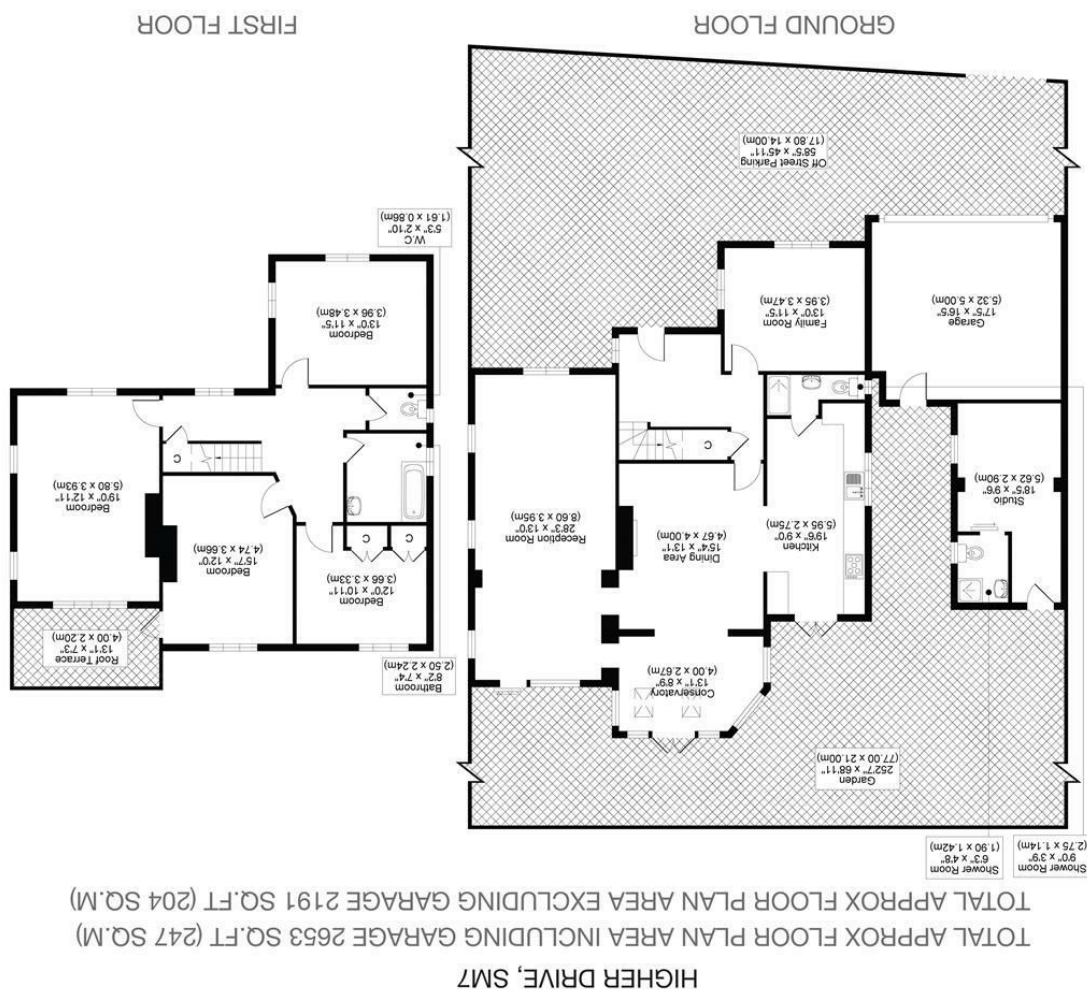 HIGHER DRIVE, SM7
TOTAL APPROX FLOOR PLAN AREA INCLUDING GARAGE 2653 SQ.FT (247 SQ.M)
TOTAL APPROX FLOOR PLAN AREA EXCLUDING GARAGE 2191 SQ.FT (204 SQ.M)
Shower Room
9'0" x 3'9"
(2.75 x 1.14m)
Shower Room
6'3" x 4'8"
(1.90 x 1.42m)
Garden
252'7" x 68'11"
(77.00 x 21.00m)
Conservatory
13'1" x 8'9"
(4.00 x 2.67m)
Studio
18'5" x 9'6"
(5.62 x 2.90m)
Kitchen
19'6" x 9'0"
(5.95 x 2.75m)
Dining Area
15'4" x 13'1"
(4.67 x 4.00m)
Reception Room
28'3" x 13'0"
(8.60 x 3.95m)
C
Garage
17'5" x 16'5"
(5.32 x 5.00m)
Family Room
13'0" x 11'5"
(3.95 x 3.47m)
Off Street Parking
58'5" x 45'11"
(17.80 x 14.00m)
GROUND FLOOR
Bathroom
8'2" x 7'4"
(2.50 x 2.24m)
Roof Terrace
13'1" x 7'3"
(4.00 x 2.20m)
Bedroom
12'0" x 10'11"
(3.66 x 3.33m)
C
C
Bedroom
15'7" x 12'0"
(4.74 x 3.66m)
Bedroom
19'0" x 12'11"
(5.80 x 3.93m)
C
Bedroom
13'0" x 11'5"
(3.96 x 3.48m)
W.C
5'3" x 2'10"
(1.61 x 0.86m)
FIRST FLOOR